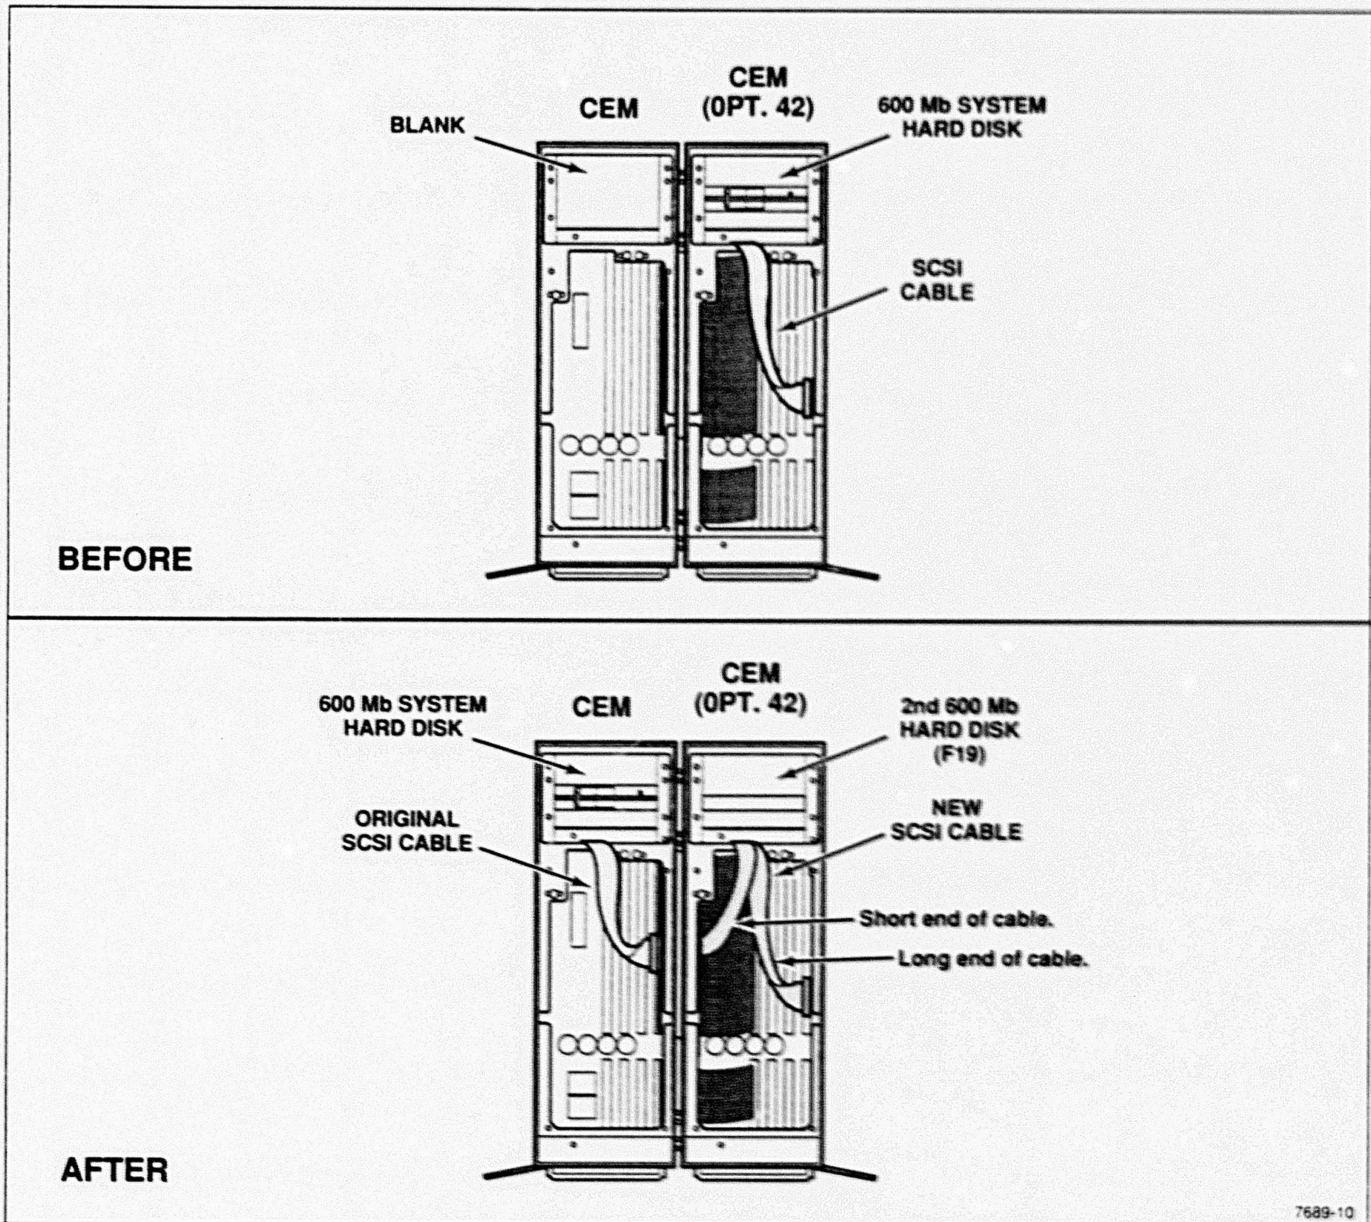 CEM
CEM
(0PT. 42)
600 Mb SYSTEM
HARD DISK
BLANK
SCSI
CABLE
BEFORE
600 Mb SYSTEM
HARD DISK
CEM
CEM
(0PT. 42)
2nd 600 Mb
HARD DISK
(F19)
ORIGINAL
SCSI CABLE
NEW
SCSI CABLE
Short end of cable.
Long end of cable.
AFTER
7689-10